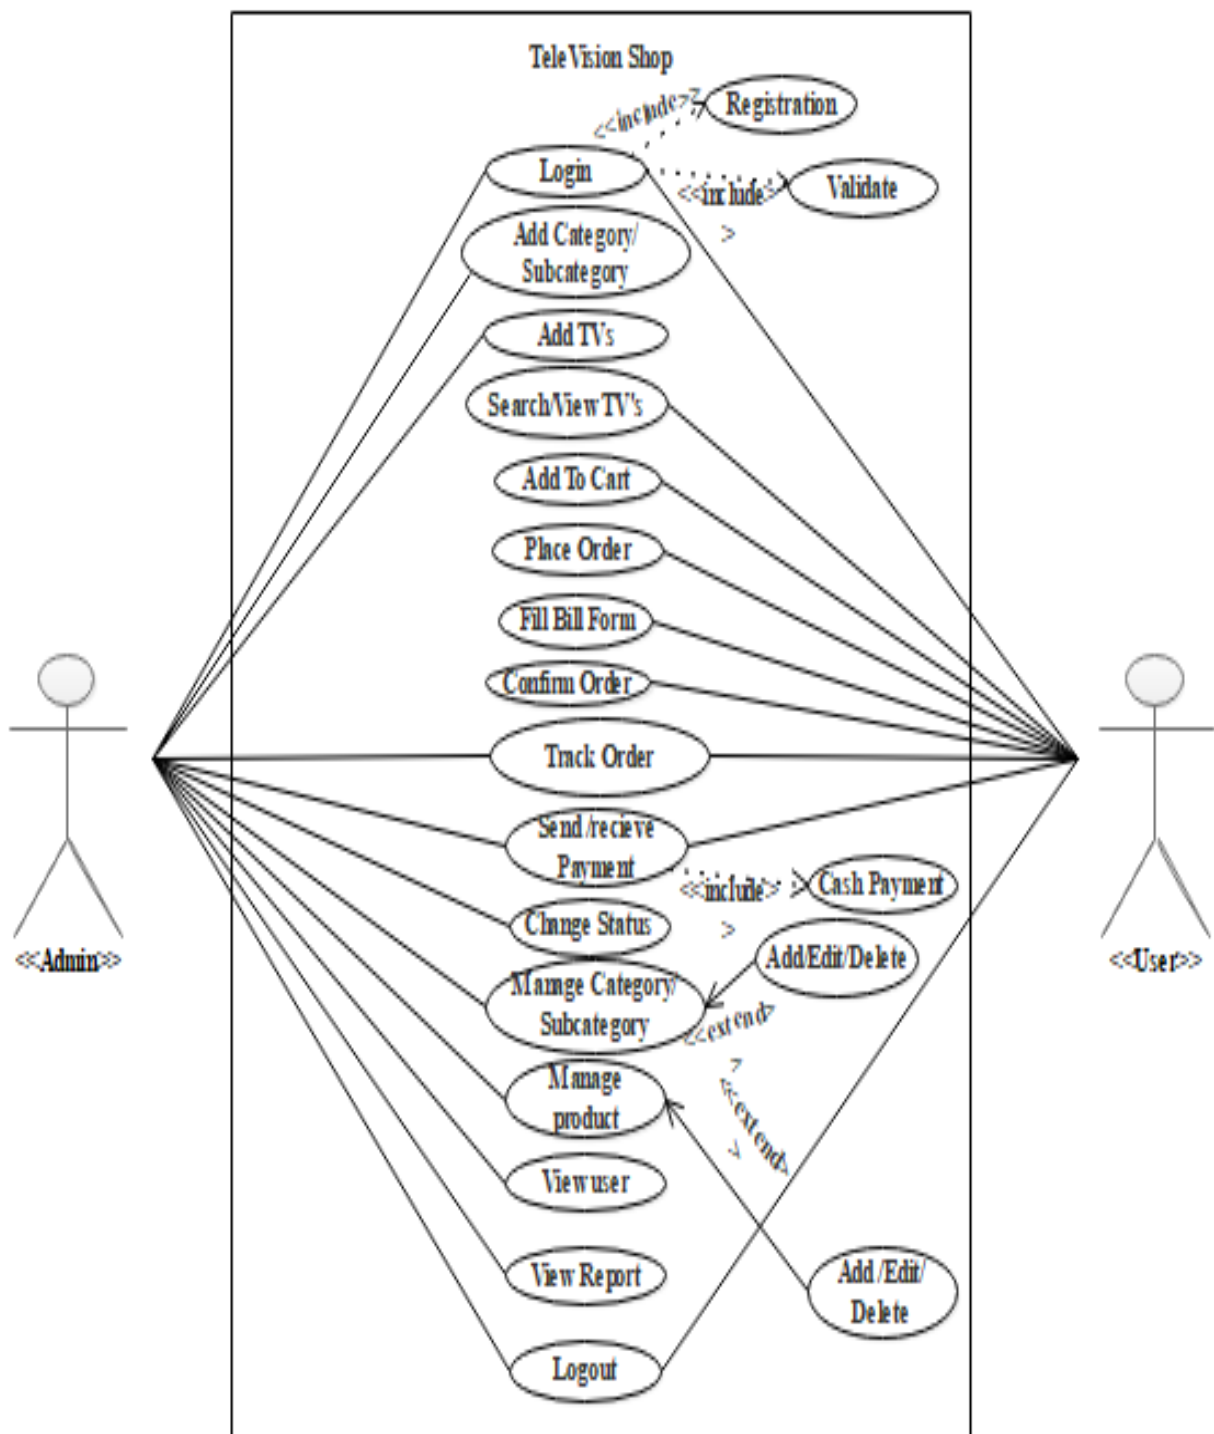 TeleVision Shop
<<include>>
Registration
Login
Validate
<<include>
>
Add Category/
Subcategory
Add TVs
Search/View TV's
Add To Cart
Place Order
Fill Bill Form
Confirm Order
Track Order
Send /recieve
Payment
<<include>
>
Cash Payment
Change Status
Add/Edit/Delete
<<Admin>>
<<User>>
Manage Category/
Subcategory
<<extend>
>
Manage
product
<<extend>
>
View user
View Report
Add /Edit/
Delete
Logout